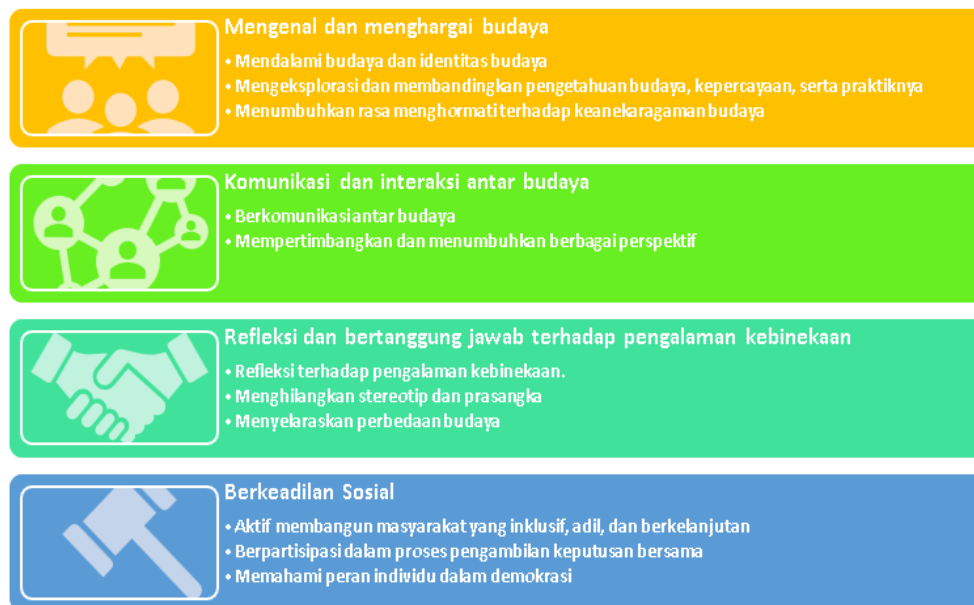 Mengenal dan menghargai budaya
• Mendalami budaya dan identitas budaya
• Mengeksplorasi dan membandingkan pengetahuan budaya, kepercayaan, serta praktiknya
• Menumbuhkan rasa menghormati terhadap keanekaragaman budaya
Komunikasi dan interaksi antar budaya
• Berkomunikasi antar budaya
• Mempertimbangkan dan menumbuhkan berbagai perspektif
Refleksi dan bertanggung jawab terhadap pengalaman kebinekaan
• Refleksi terhadap pengalaman kebinekaan.
• Menghilangkan stereotip dan prasangka
• Menyelaraskan perbedaan budaya
Berkeadilan Sosial
• Aktif membangun masyarakat yang inklusif, adil, dan berkelanjutan
• Berpartisipasi dalam proses pengambilan keputusan bersama
• Memahami peran individu dalam demokrasi